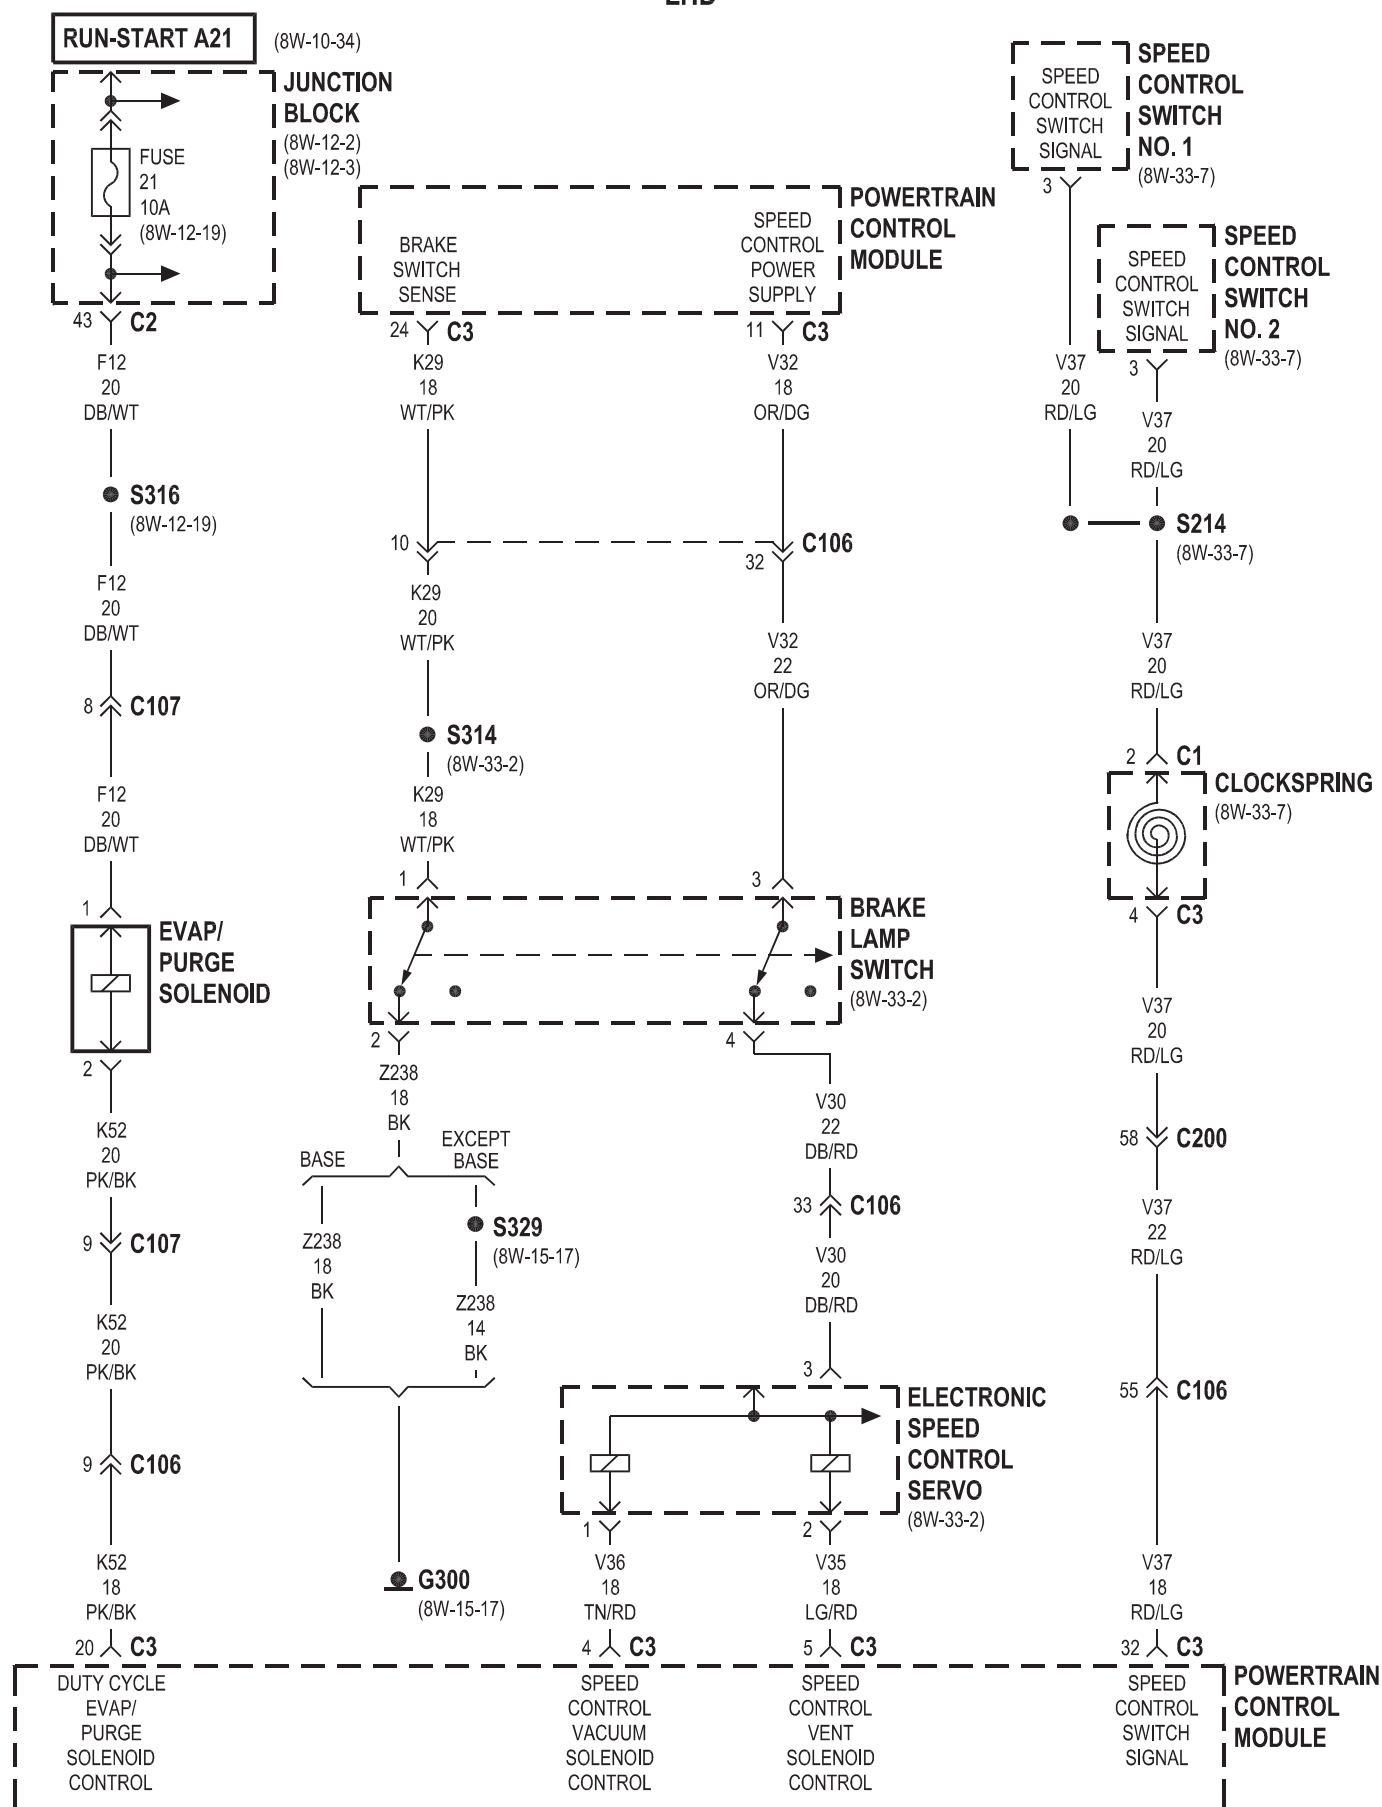 RUN-START A21
(8W-10-34)
JUNCTION
BLOCK
(8W-12-2)
(8W-12-3)
FUSE
21
10A
(8W-12-19)
43
C2
F12
20
DB/WT
S316
(8W-12-19)
F12
20
DB/WT
8
C107
F12
20
DB/WT
1
EVAP/
PURGE
SOLENOID
2
K52
20
PK/BK
9
C107
K52
20
PK/BK
9
C106
K52
18
PK/BK
20
C3
DUTY CYCLE
EVAP/
PURGE
SOLENOID
CONTROL
POWERTRAIN
CONTROL
MODULE
BRAKE
SWITCH
SENSE
SPEED
CONTROL
POWER
SUPPLY
24
C3
K29
18
WT/PK
10
K29
20
WT/PK
S314
(8W-33-2)
K29
18
WT/PK
1
11
C3
V32
18
OR/DG
C106
32
V32
22
OR/DG
3
BRAKE
LAMP
SWITCH
(8W-33-2)
2
Z238
18
BK
BASE
EXCEPT
BASE
Z238
18
BK
S329
(8W-15-17)
Z238
14
BK
G300
(8W-15-17)
4
V30
22
DB/RD
33
C106
V30
20
DB/RD
3
ELECTRONIC
SPEED
CONTROL
SERVO
(8W-33-2)
1
V36
18
TN/RD
4
C3
SPEED
CONTROL
VACUUM
SOLENOID
CONTROL
2
V35
18
LG/RD
5
C3
SPEED
CONTROL
VENT
SOLENOID
CONTROL
SPEED
CONTROL
SWITCH
SIGNAL
SPEED
CONTROL
SWITCH
NO. 1
(8W-33-7)
3
V37
20
RD/LG
SPEED
CONTROL
SWITCH
SIGNAL
SPEED
CONTROL
SWITCH
NO. 2
(8W-33-7)
3
V37
20
RD/LG
S214
(8W-33-7)
V37
20
RD/LG
2
C1
CLOCKSPRING
(8W-33-7)
4
C3
V37
20
RD/LG
58
C200
V37
22
RD/LG
55
C106
V37
18
RD/LG
32
C3
SPEED
CONTROL
SWITCH
SIGNAL
POWERTRAIN
CONTROL
MODULE